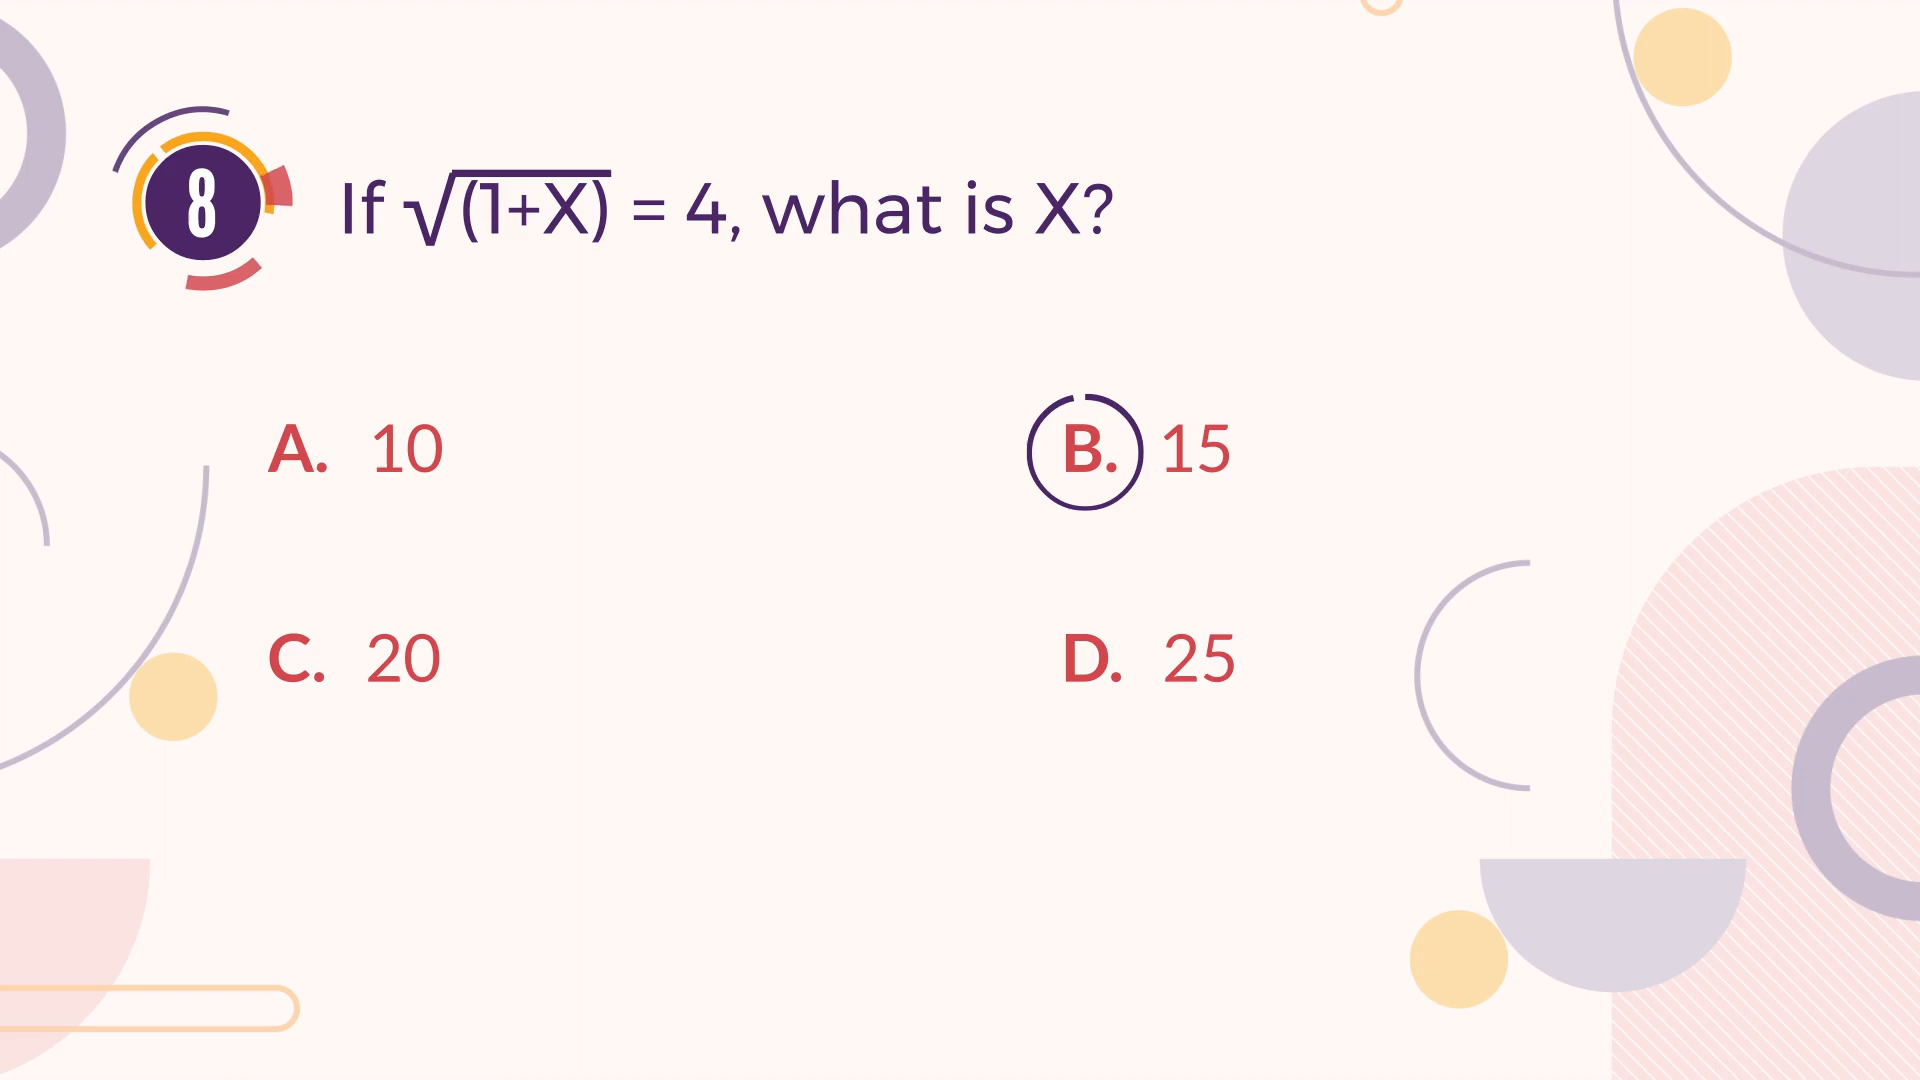 8
If √(1+X) = 4, what is X?
A. 10
B. 15
C. 20
D. 25